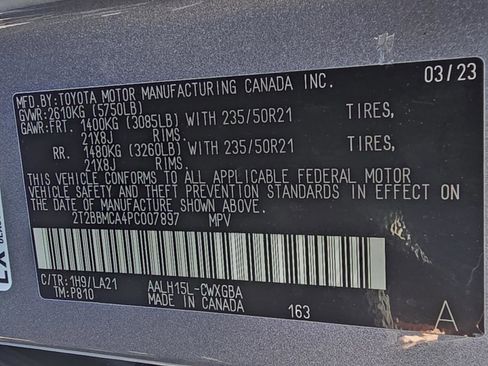 MFD.BY:TOYOTA MOTOR MANUFACTURING CANADA INC. 03/23
GVWR:2610KG (5750LB)
GAWR:FRT. 1400KG (3085LB) WITH 235/50R21 TIRES,
21X8J RIMS.
RR. 1480KG (3260LB) WITH 235/50R21 TIRES,
21X8J RIMS.
THIS VEHICLE CONFORMS TO ALL APPLICABLE FEDERAL MOTOR
VEHICLE SAFETY AND THEFT PREVENTION STANDARDS IN EFFECT ON
THE DATE OF MANUFACTURE SHOWN ABOVE.
2T2BBMCA4PC007897 MPV
C/TR:1H9/LA21 AALH15L-CWXGBA
TM:P810 MADE IN CANADA 163 A